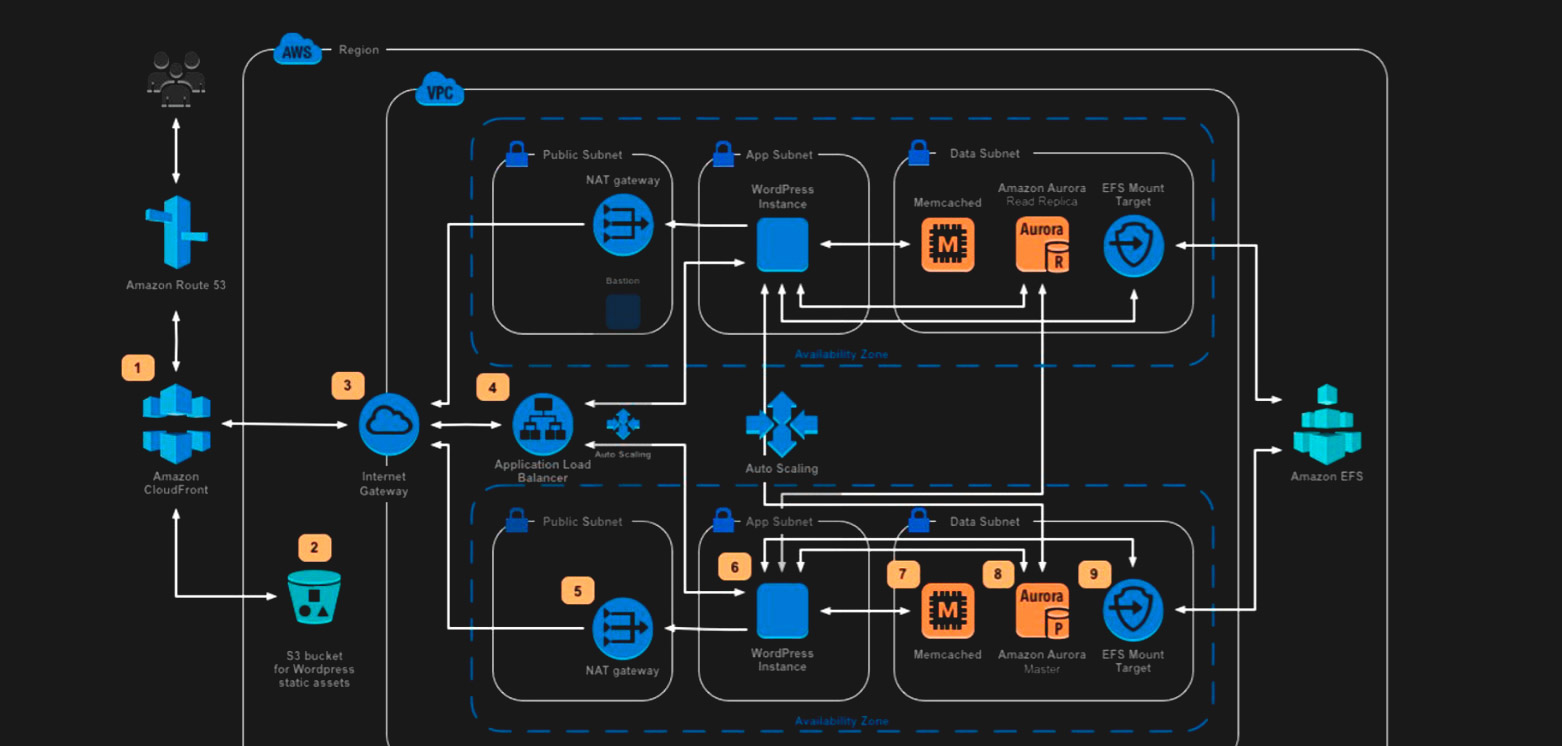 AWS
Region
VPC
Public Subnet
App Subnet
Data Subnet
NAT gateway
WordPress
Instance
Memcached
Amazon Aurora
Read Replica
EFS Mount
Target
M
Aurora
R
Amazon Route 53
Bastion
Availability Zone
1
3
4
Amazon
CloudFront
Internet
Gateway
Application Load
Balancer
Auto Scaling
Auto Scaling
Amazon EFS
Public Subnet
App Subnet
Data Subnet
2
S3 bucket
for Wordpress
static assets
5
NAT gateway
6
WordPress
Instance
7
M
Memcached
8
Aurora
P
Amazon Aurora
Master
9
EFS Mount
Target
Availability Zone